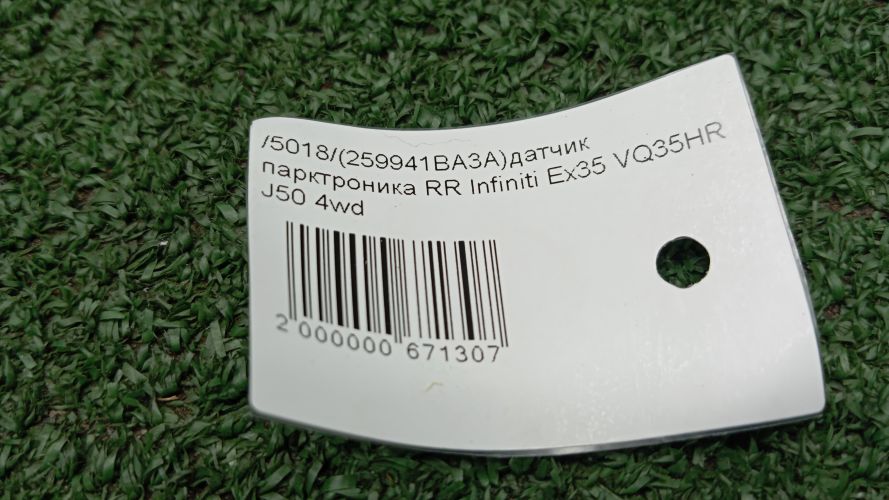 /5018/(259941BA3A)датчик
парктроника RR Infiniti Ex35 VQ35HR
J50 4wd
2 000000 671307